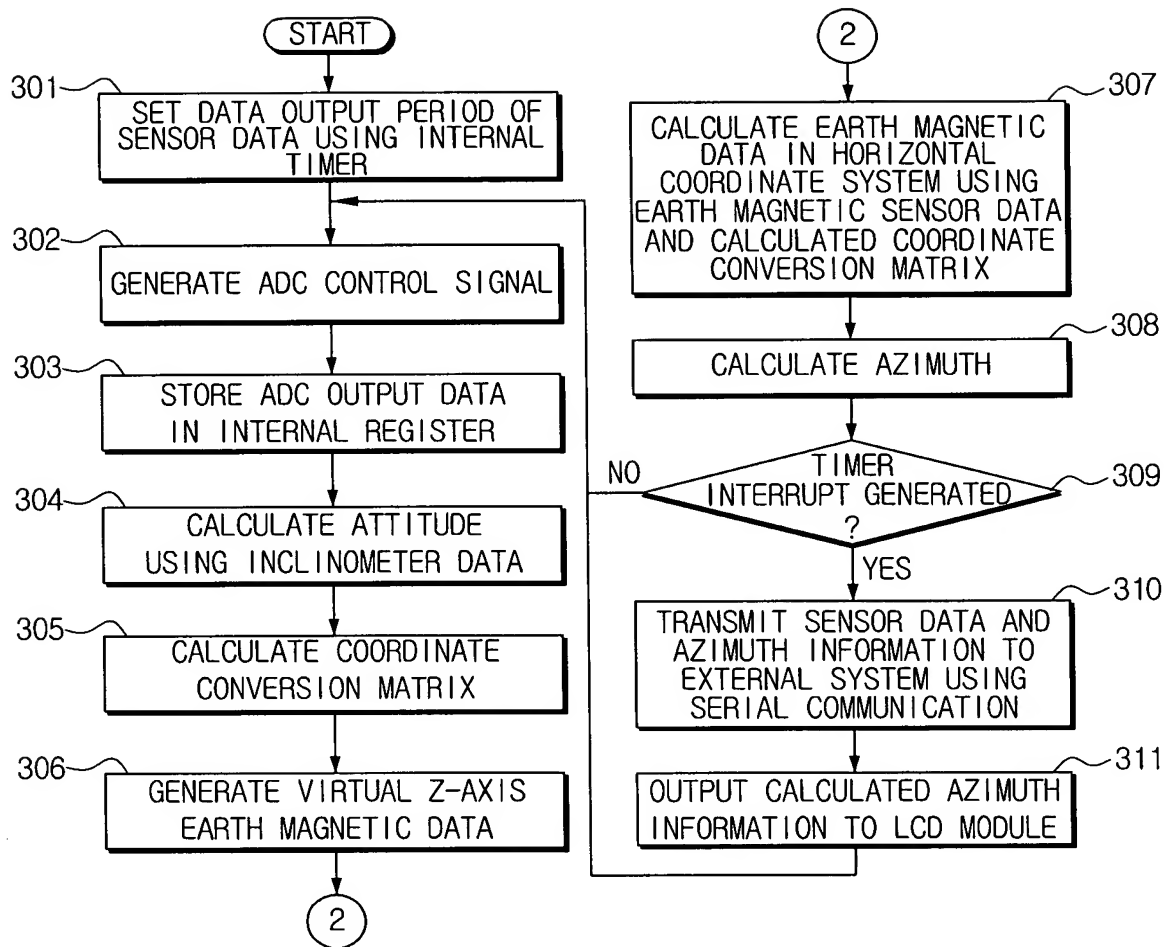 START
301
SET DATA OUTPUT PERIOD OF
SENSOR DATA USING INTERNAL
TIMER
302
GENERATE ADC CONTROL SIGNAL
303
STORE ADC OUTPUT DATA
IN INTERNAL REGISTER
304
CALCULATE ATTITUDE
USING INCLINOMETER DATA
305
CALCULATE COORDINATE
CONVERSION MATRIX
306
GENERATE VIRTUAL Z-AXIS
EARTH MAGNETIC DATA
2
2
307
CALCULATE EARTH MAGNETIC
DATA IN HORIZONTAL
COORDINATE SYSTEM USING
EARTH MAGNETIC SENSOR DATA
AND CALCULATED COORDINATE
CONVERSION MATRIX
308
CALCULATE AZIMUTH
309
TIMER
INTERRUPT GENERATED
?
NO
YES
310
TRANSMIT SENSOR DATA AND
AZIMUTH INFORMATION TO
EXTERNAL SYSTEM USING
SERIAL COMMUNICATION
311
OUTPUT CALCULATED AZIMUTH
INFORMATION TO LCD MODULE